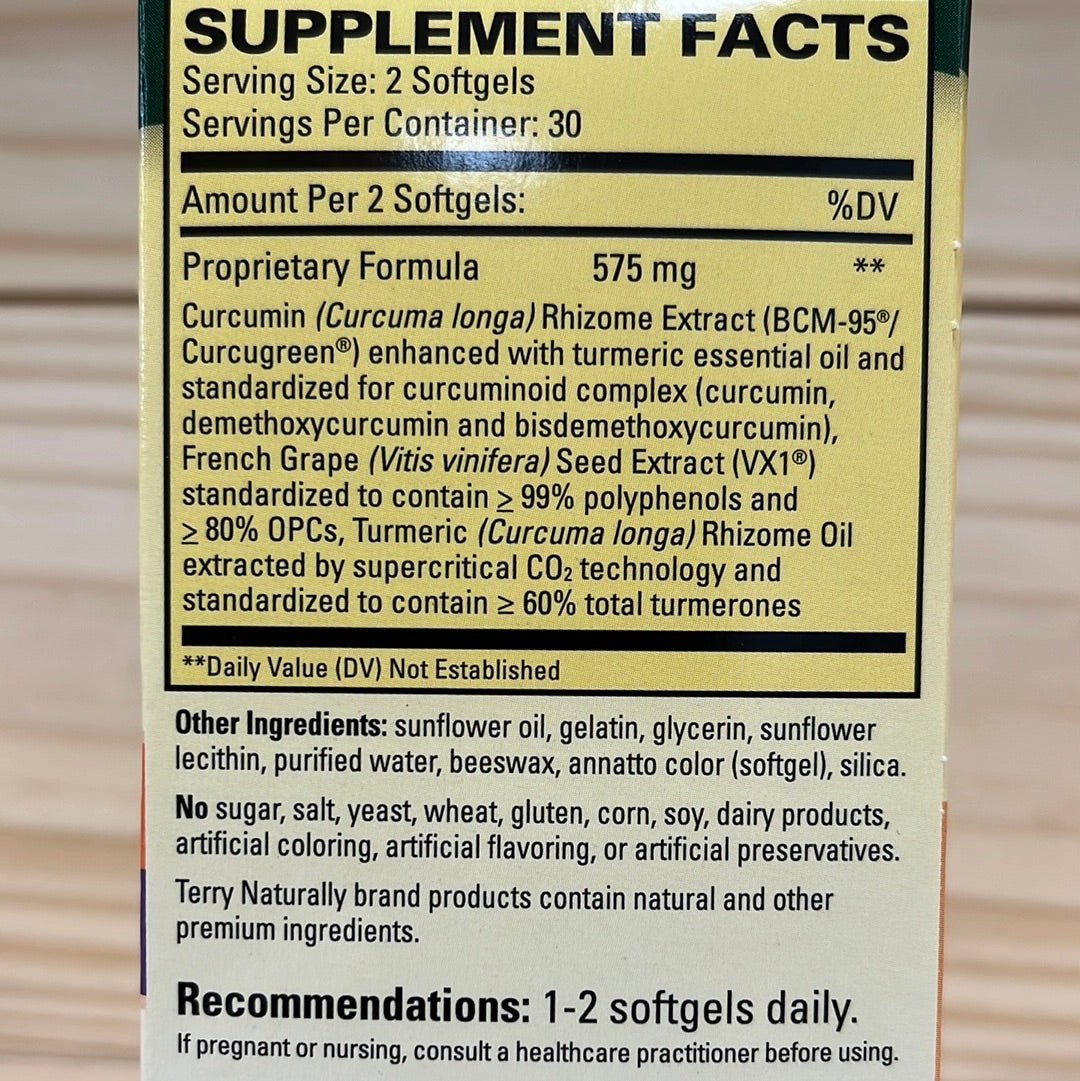 SUPPLEMENT FACTS
Serving Size: 2 Softgels
Servings Per Container: 30
Amount Per 2 Softgels: %DV
Proprietary Formula 575 mg **
Curcumin (Curcuma longa) Rhizome Extract (BCM-95®/
Curcugreen®) enhanced with turmeric essential oil and
standardized for curcuminoid complex (curcumin,
demethoxycurcumin and bisdemethoxycurcumin),
French Grape (Vitis vinifera) Seed Extract (VX1®)
standardized to contain ≥ 99% polyphenols and
≥ 80% OPCs, Turmeric (Curcuma longa) Rhizome Oil
extracted by supercritical CO₂ technology and
standardized to contain ≥ 60% total turmerones
**Daily Value (DV) Not Established
Other Ingredients: sunflower oil, gelatin, glycerin, sunflower
lecithin, purified water, beeswax, annatto color (softgel), silica.
No sugar, salt, yeast, wheat, gluten, corn, soy, dairy products,
artificial coloring, artificial flavoring, or artificial preservatives.
Terry Naturally brand products contain natural and other
premium ingredients.
Recommendations: 1-2 softgels daily.
If pregnant or nursing, consult a healthcare practitioner before using.